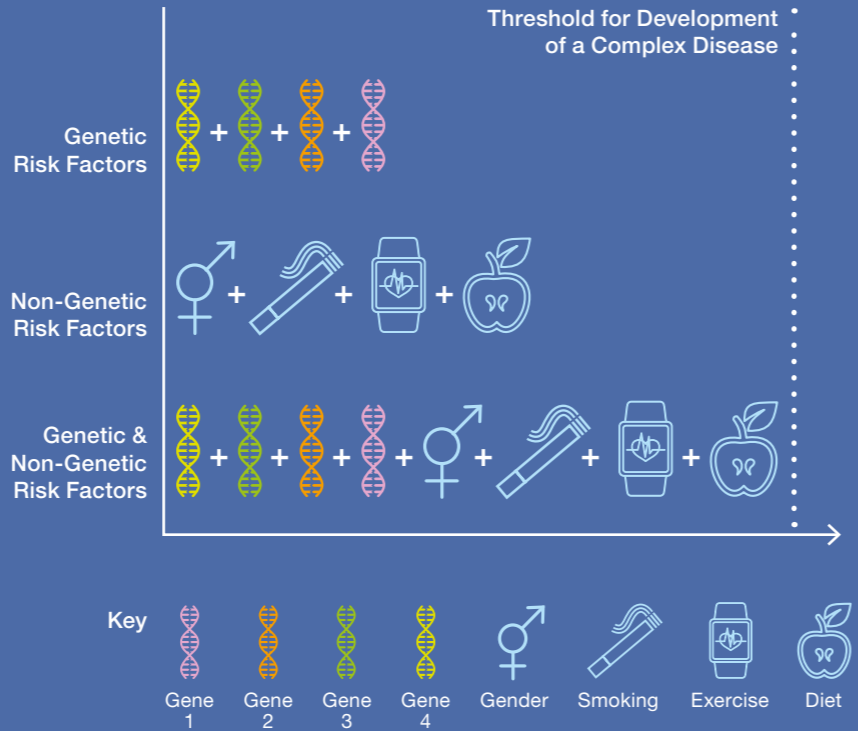 Threshold for Development
of a Complex Disease
Genetic
Risk Factors
+ + +
Non-Genetic
Risk Factors
+ + +
Genetic &
Non-Genetic
Risk Factors
+ + + + + + +
Key
Gene
1
Gene
2
Gene
3
Gene
4
Gender
Smoking
Exercise
Diet